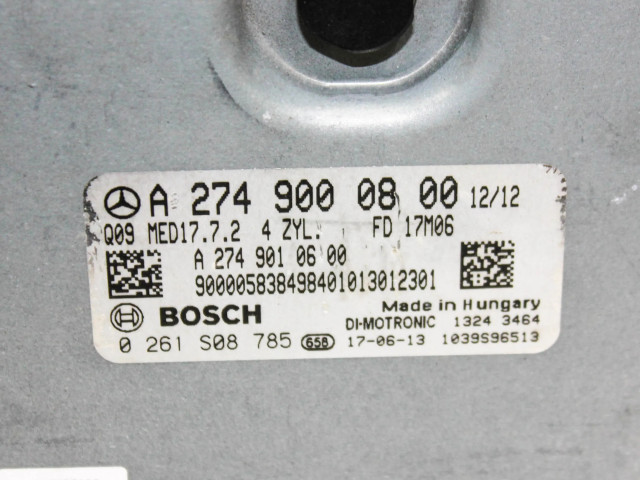 A 274 900 08 00 12/12
Q09 MED17.7.2 4 ZYL. FD 17M06
A 274 901 06 00
900005838498401013012301
BOSCH Made in Hungary
DI-MOTRONIC 1324 3464
0 261 S08 785 658 17-06-13 1039S96513